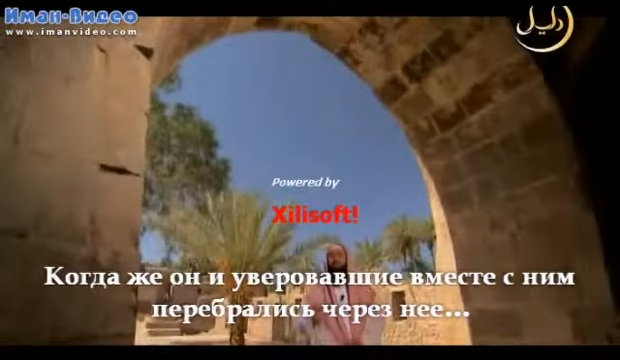 Иман-Видео
www.imanvideo.com
دليل
Powered by
Xilisoft!
Когда же он и уверовавшие вместе с ним
перебрались через нее...